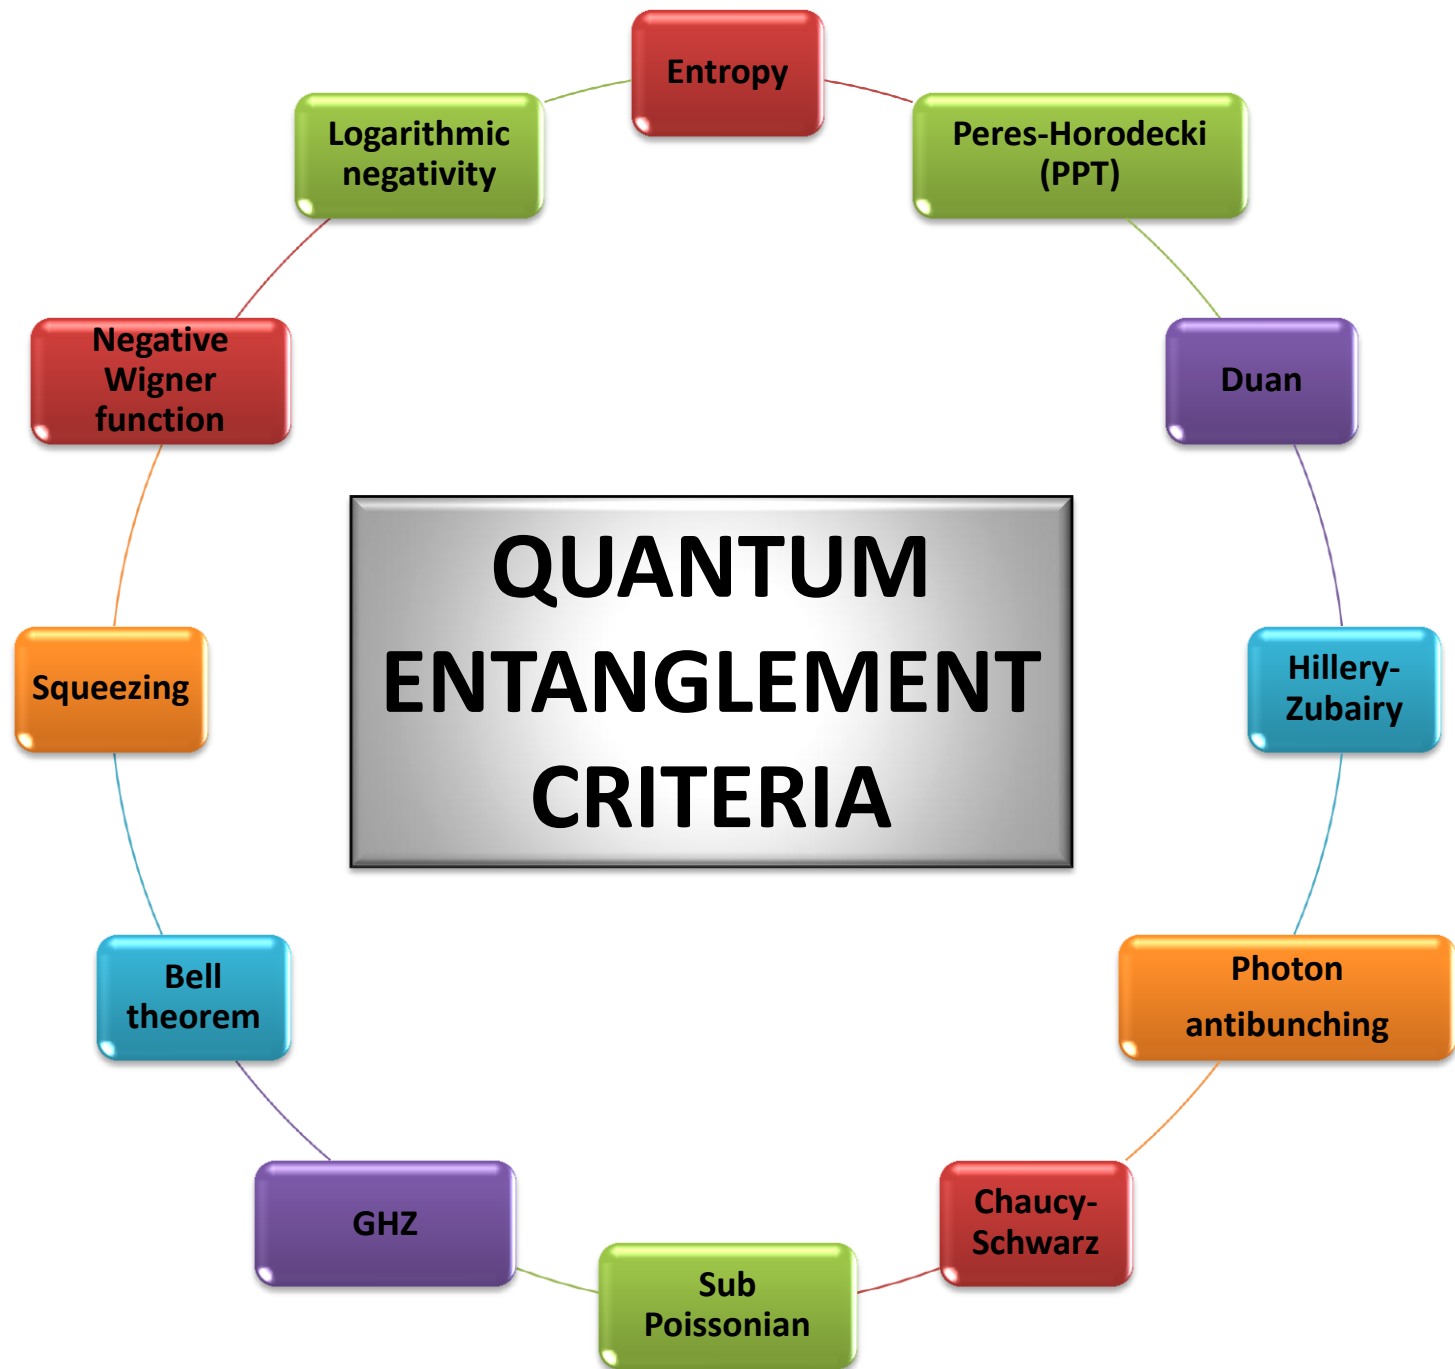 Entropy
Peres-Horodecki
(PPT)
Duan
Hillery-
Zubairy
Photon
antibunching
Chaucy-
Schwarz
Sub
Poissonian
GHZ
Bell
theorem
Squeezing
Negative
Wigner
function
Logarithmic
negativity
QUANTUM
ENTANGLEMENT
CRITERIA